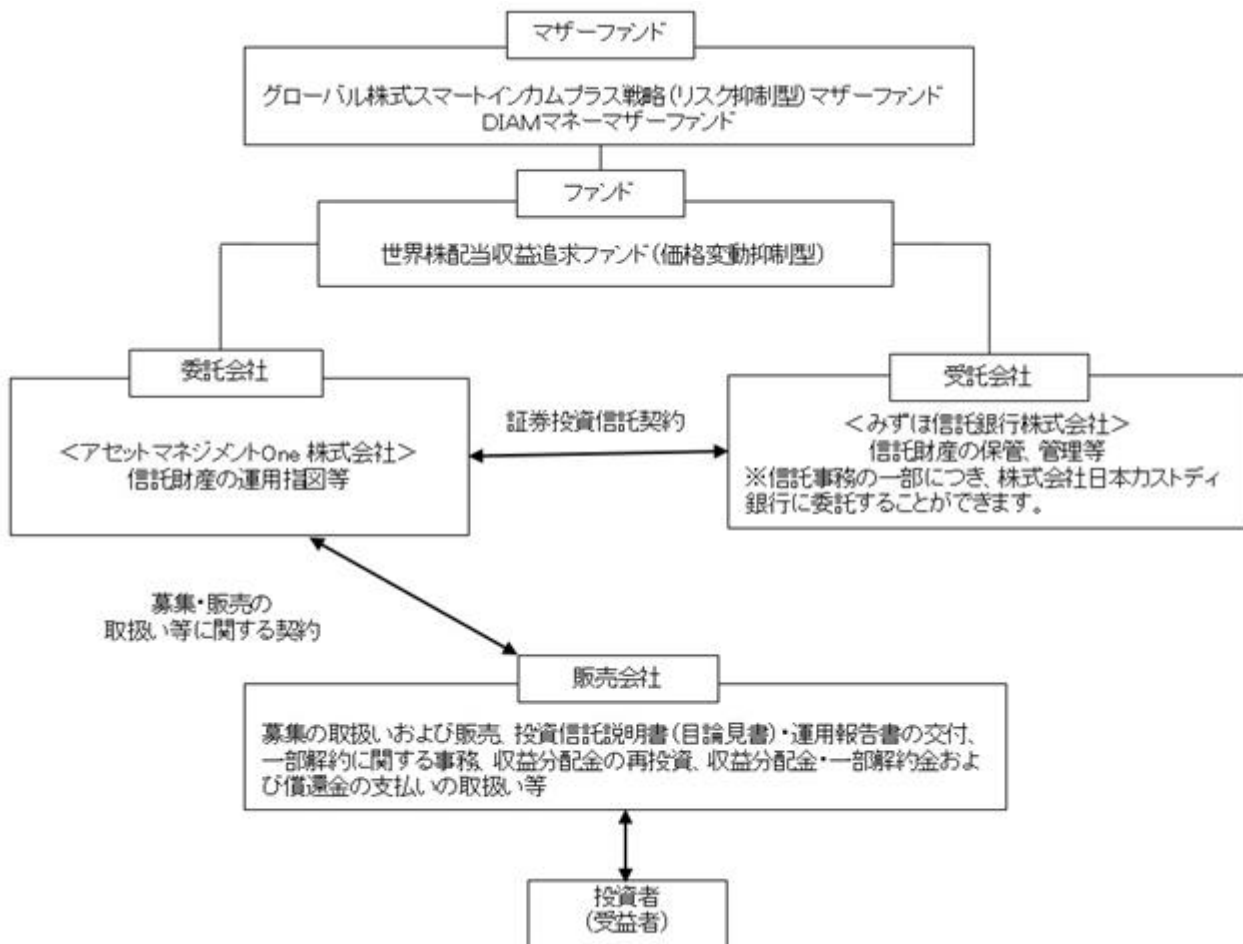 マザーファンド
グローバル株式スマートインカムプラス戦略(リスク抑制型)マザーファンド
DIAMマネーマザーファンド
ファンド
世界株配当収益追求ファンド(価格変動抑制型)
委託会社
<アセットマネジメントOne 株式会社>
信託財産の運用指図等
証券投資信託契約
受託会社
<みずほ信託銀行株式会社>
信託財産の保管、管理等
※信託事務の一部につき、株式会社日本カストディ
銀行に委託することができます。
募集・販売の
取扱い等に関する契約
販売会社
募集の取扱いおよび販売、投資信託説明書(目論見書)・運用報告書の交付、
一部解約に関する事務、収益分配金の再投資、収益分配金・一部解約金およ
び償還金の支払いの取扱い等
投資者
(受益者)